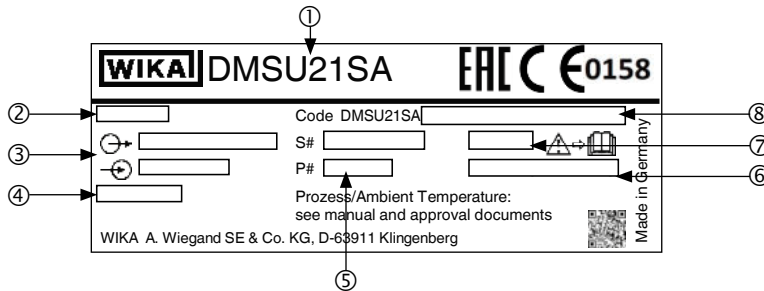 ①
WIKAI DMSU21SA EAC CE0158
② Code DMSU21SA ⑧
③ S# ⑦
P# ⑥
④ Prozess/Ambient Temperature:
see manual and approval documents
WIKA A. Wiegand SE & Co. KG, D-63911 Klingenberg
Made in Germany
⑤